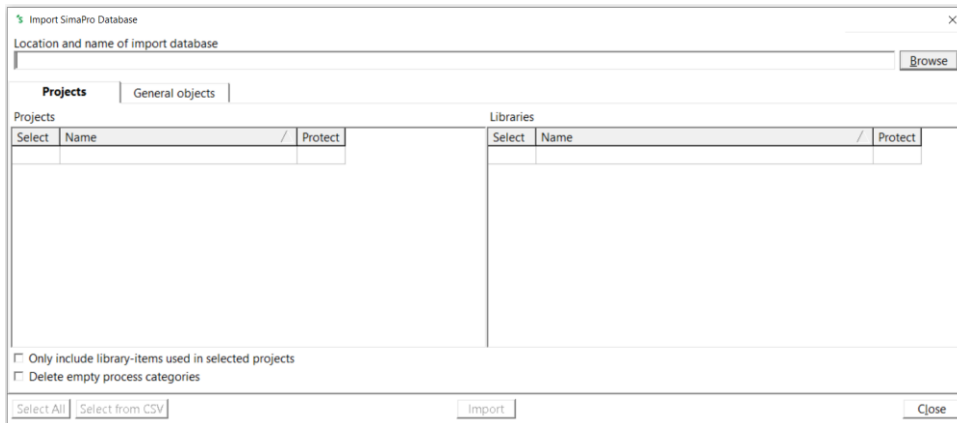 Import SimaPro Database
Location and name of import database
Browse
Projects General objects
Projects Libraries
Select Name Protect Select Name Protect
Only include library-items used in selected projects
Delete empty process categories
Select All Select from CSV Import Close